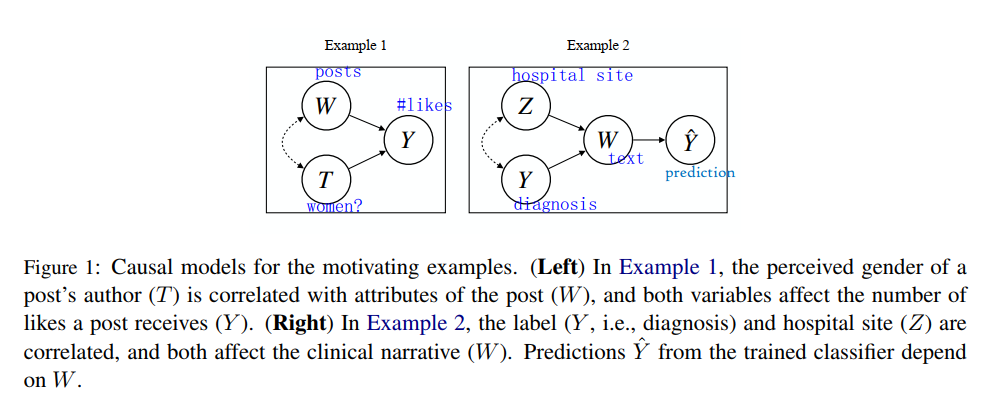 Example 1
Example 2
posts
W
#likes
Y
T
women?
hospital site
Z
W
text
Ŷ
prediction
Y
diagnosis
Figure 1: Causal models for the motivating examples. (Left) In Example 1, the perceived gender of a
post's author (T) is correlated with attributes of the post (W), and both variables affect the number of
likes a post receives (Y). (Right) In Example 2, the label (Y, i.e., diagnosis) and hospital site (Z) are
correlated, and both affect the clinical narrative (W). Predictions Ŷ from the trained classifier depend
on W.